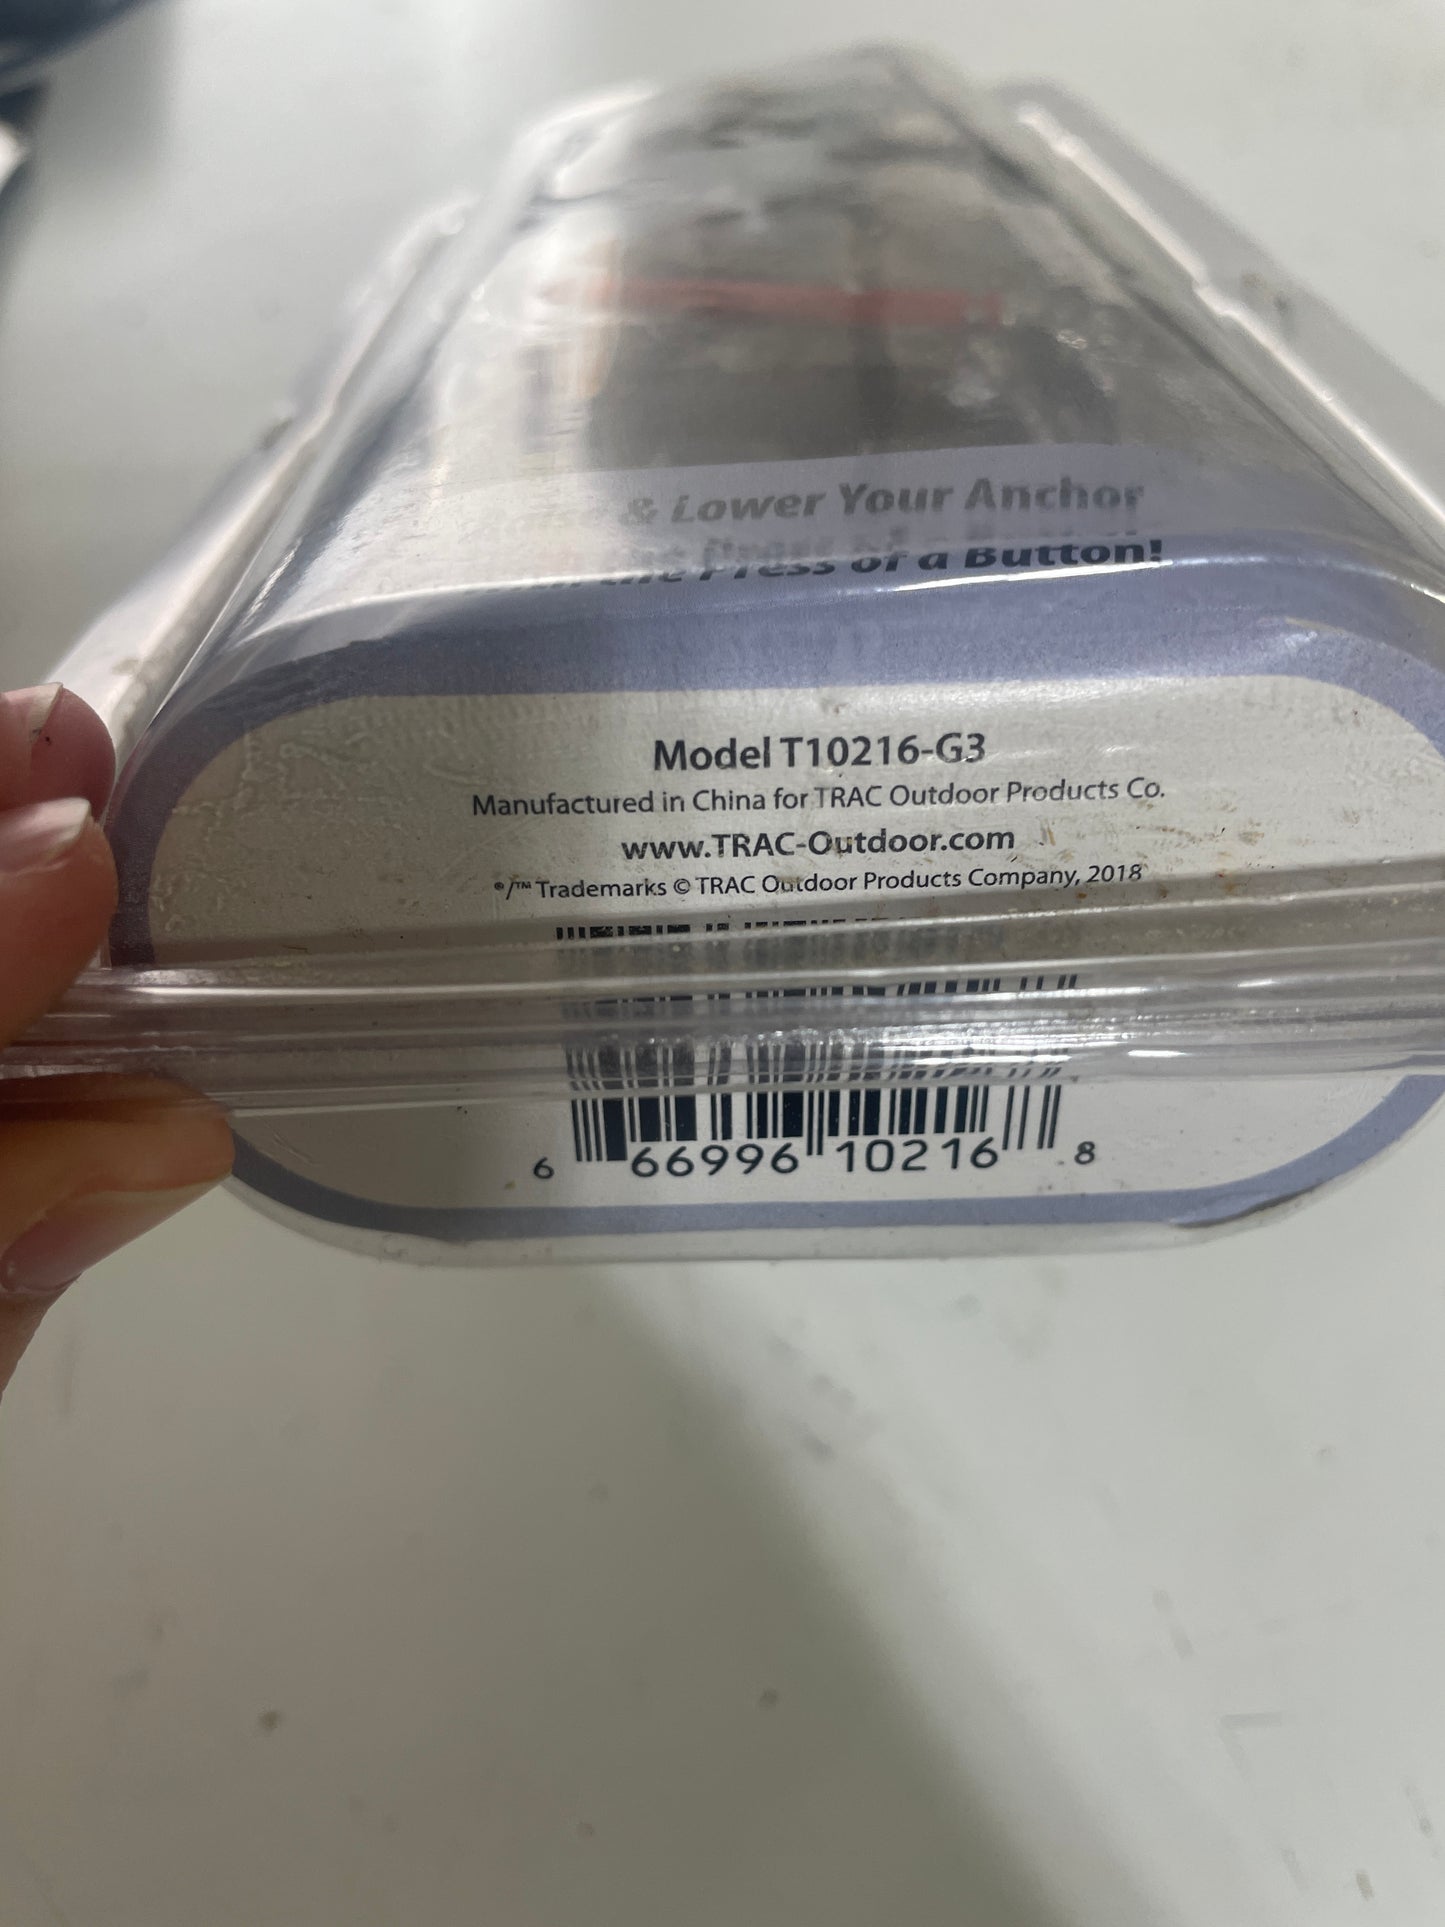 & Lower Your Anchor
the Press of a Button!
Model T10216-G3
Manufactured in China for TRAC Outdoor Products Co.
www.TRAC-Outdoor.com
®/™ Trademarks © TRAC Outdoor Products Company, 2018
6 66996 10216 8